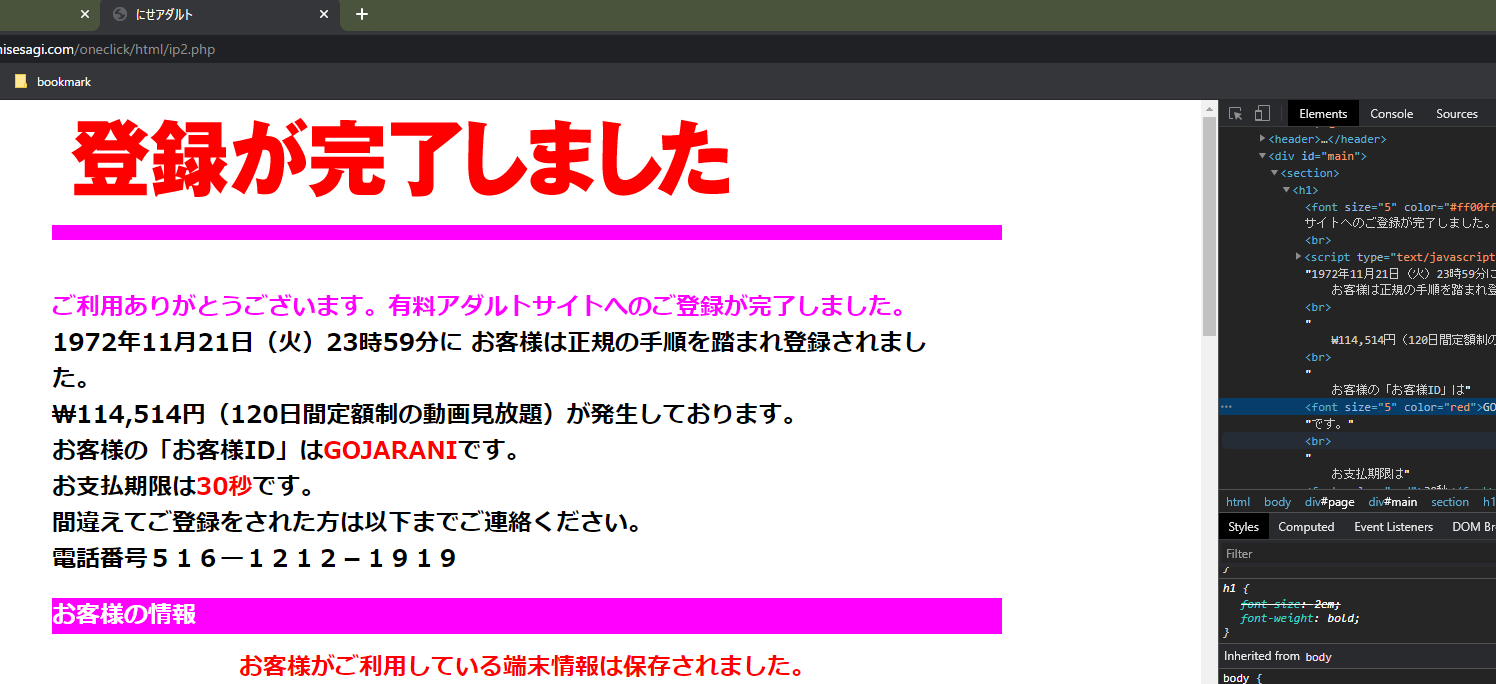 にせアダルト
nisesagi.com/oneclick/html/ip2.php
bookmark
登録が完了しました
ご利用ありがとうございます。有料アダルトサイトへのご登録が完了しました。
1972年11月21日（火）23時59分に お客様は正規の手順を踏まれ登録されまし
た。
₩114,514円（120日間定額制の動画見放題）が発生しております。
お客様の「お客様ID」はGOJARANIです。
お支払期限は30秒です。
間違えてご登録をされた方は以下までご連絡ください。
電話番号５１６ー１２１２－１９１９
お客様の情報
お客様がご利用している端末情報は保存されました。
Elements Console Sources
<header>…</header>
<div id="main">
<section>
<h1>
<font size="5" color="#ff00ff
サイトへのご登録が完了しました。
<br>
<script type="text/javascript
"1972年11月21日（火）23時59分に
お客様は正規の手順を踏まれ登
<br>
"
₩114,514円（120日間定額制の
<br>
"
お客様の「お客様ID」は"
<font size="5" color="red">GO
"です。"
<br>
"
お支払期限は"
html body div#page div#main section h1
Styles Computed Event Listeners DOM Br
Filter
}
h1 {
font-size: 2em;
font-weight: bold;
}
Inherited from body
body {